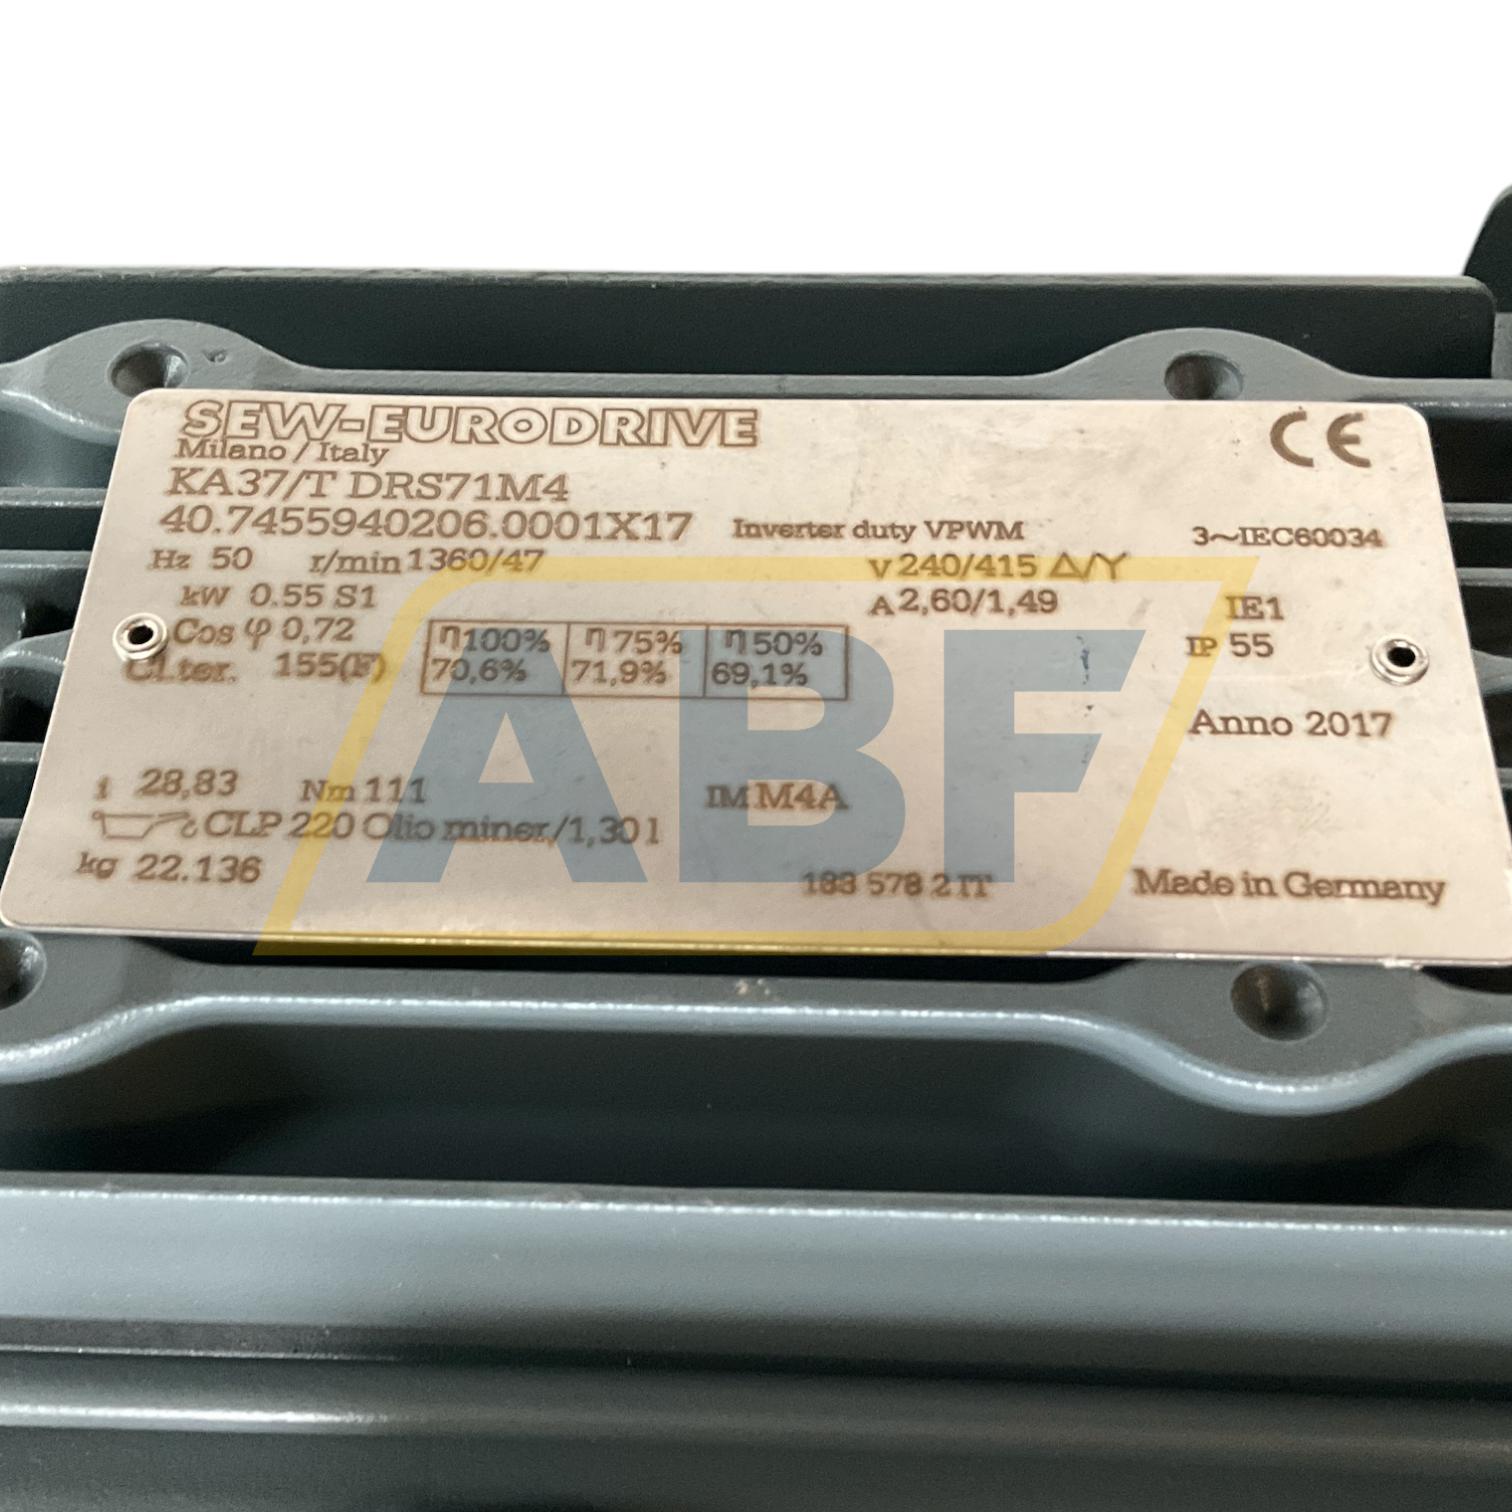 SEW-EURODRIVE
CE
Milano / Italy
KA37/T DRS71M4
40.7455940206.0001X17 Inverter duty VPWM 3~IEC60034
Hz 50 r/min 1360/47 V 240/415 Δ/Y
kW 0.55 S1 A 2,60/1,49 IE1
Cos φ 0,72 η100% η75% η50% IP 55
Cl.ter. 155(F) 70,6% 71,9% 69,1%
Anno 2017
i 28,83 Nm 111 IM M4A
CLP 220 Olio miner./1,30 l
kg 22.136 183 578 2 IT Made in Germany
ABF